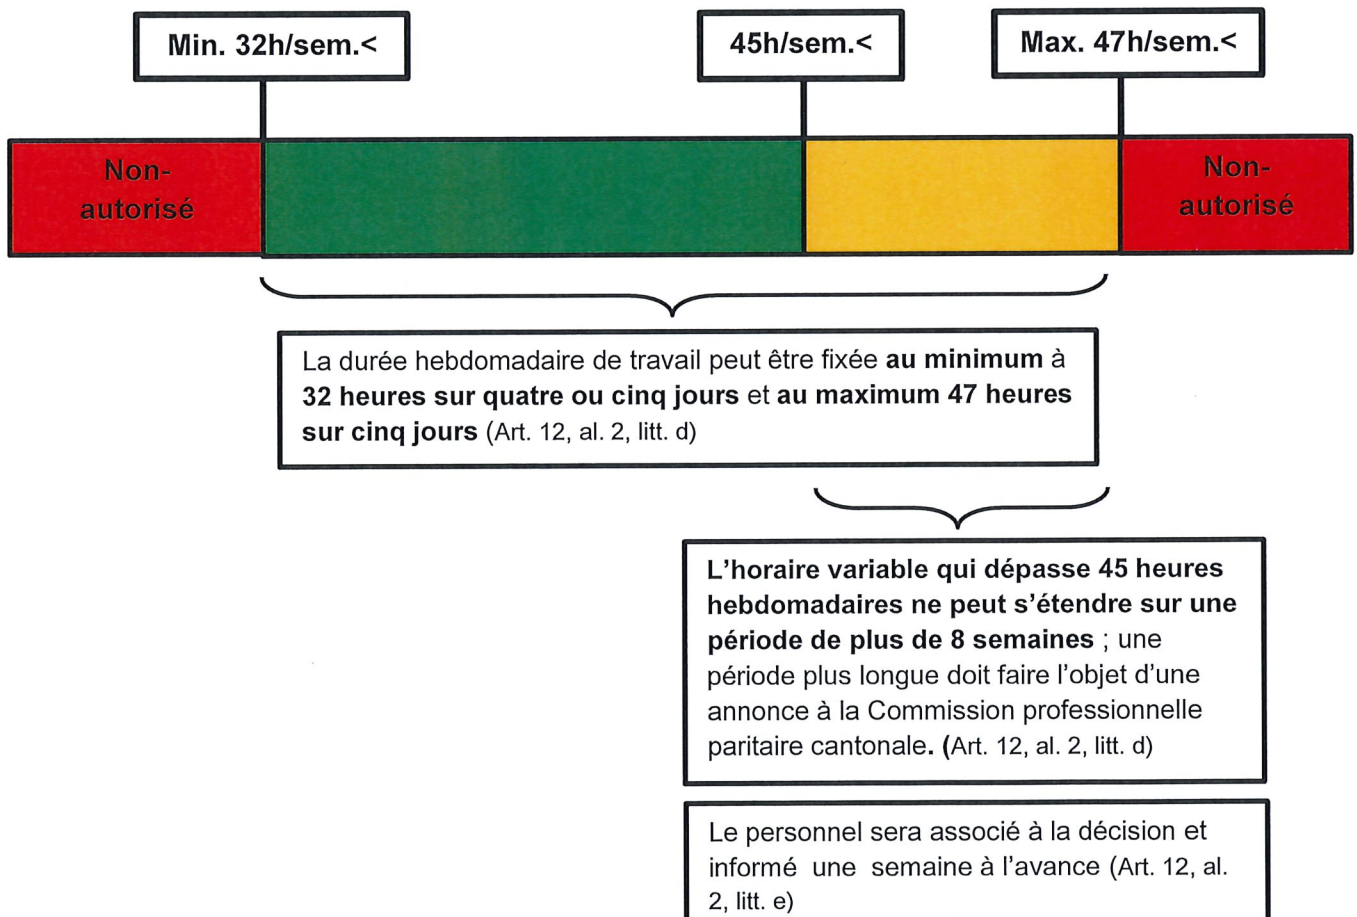 Min. 32h/sem.<
45h/sem.<
Max. 47h/sem.<
Non-
autorisé
Non-
autorisé
La durée hebdomadaire de travail peut être fixée au minimum à
32 heures sur quatre ou cinq jours et au maximum 47 heures
sur cinq jours (Art. 12, al. 2, litt. d)
L'horaire variable qui dépasse 45 heures
hebdomadaires ne peut s'étendre sur une
période de plus de 8 semaines ; une
période plus longue doit faire l'objet d'une
annonce à la Commission professionnelle
paritaire cantonale. (Art. 12, al. 2, litt. d)
Le personnel sera associé à la décision et
informé une semaine à l'avance (Art. 12, al.
2, litt. e)